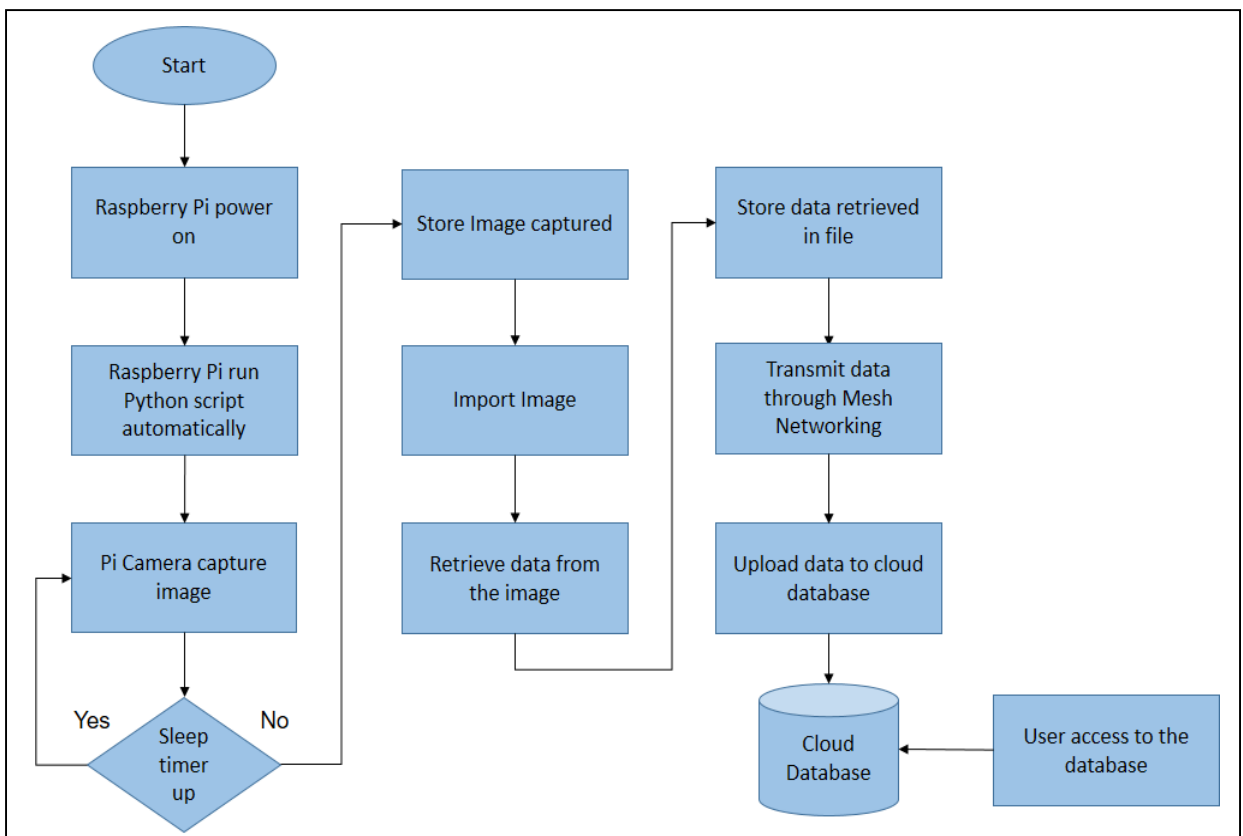 Start
Raspberry Pi power
on
Raspberry Pi run
Python script
automatically
Pi Camera capture
image
Yes
No
Sleep
timer
up
Store Image captured
Import Image
Retrieve data from
the image
Store data retrieved
in file
Transmit data
through Mesh
Networking
Upload data to cloud
database
Cloud
Database
User access to the
database